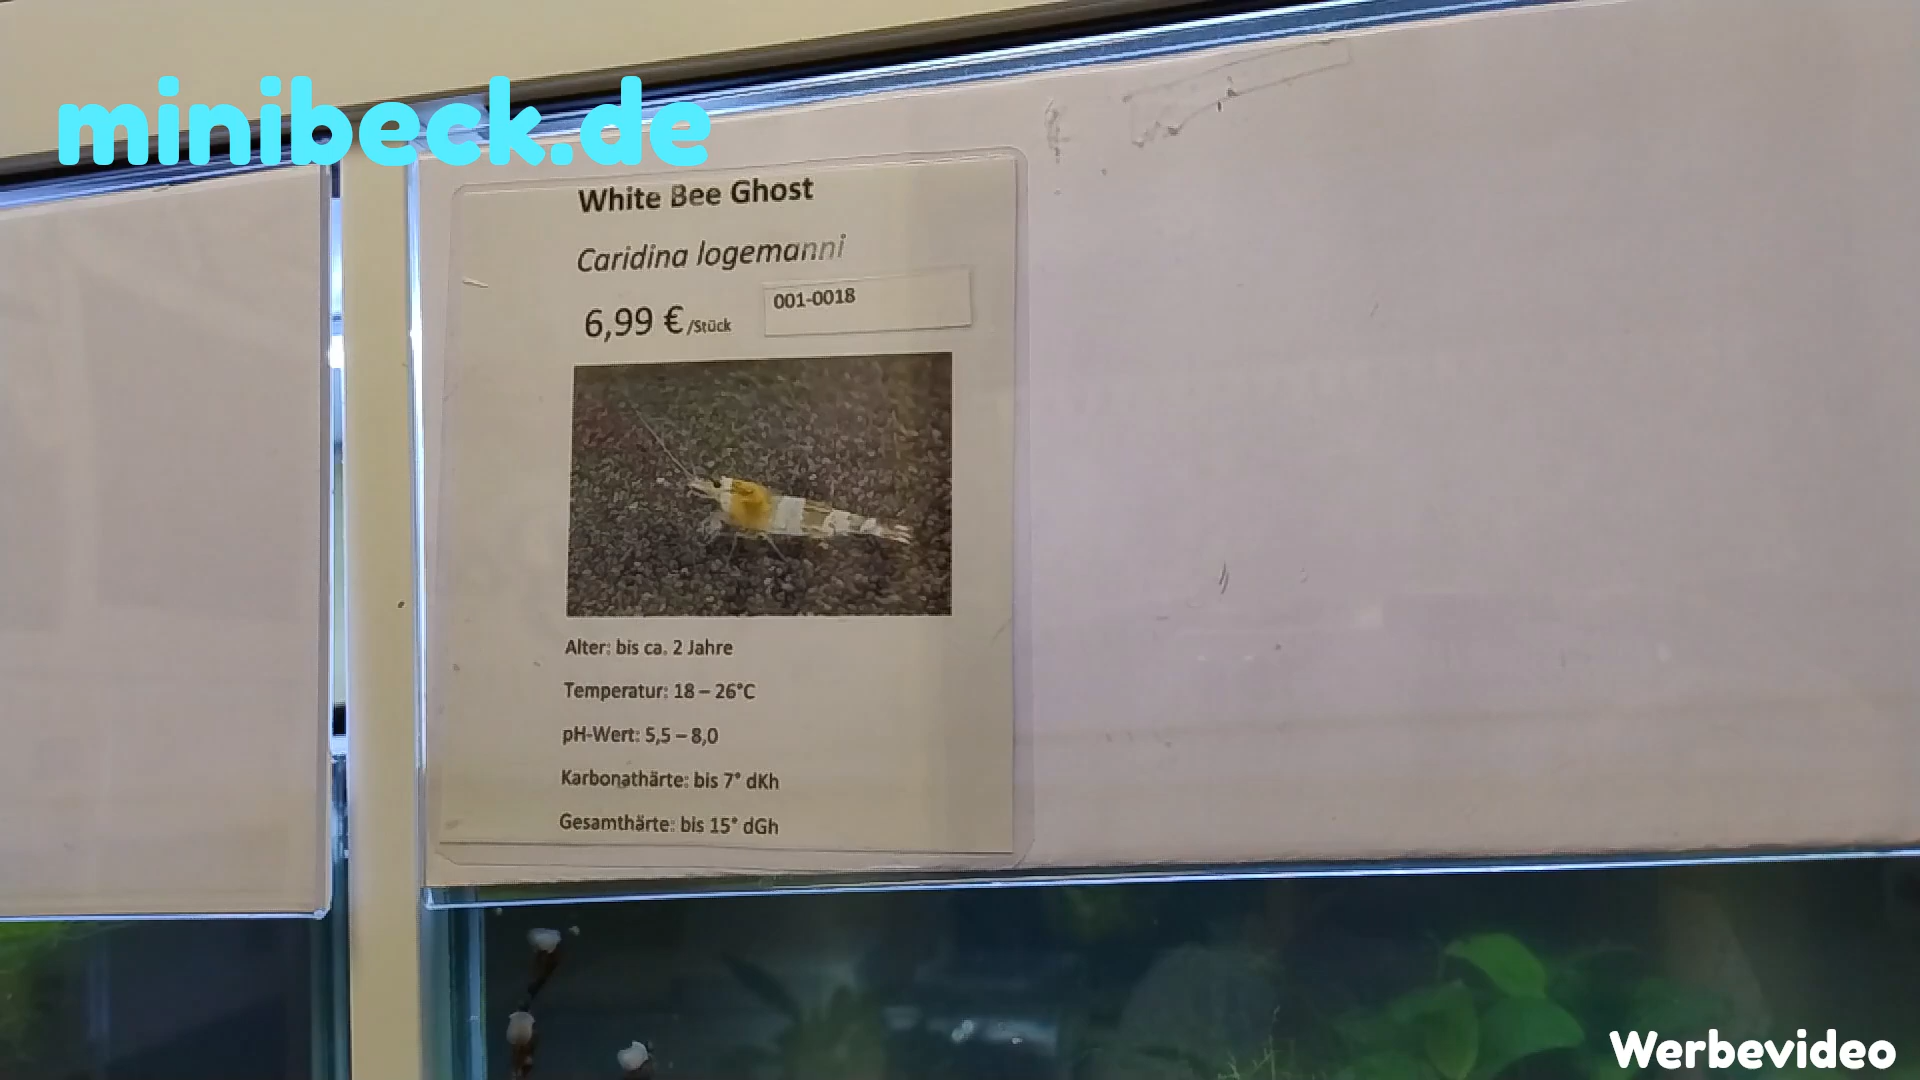 minibeck.de
White Bee Ghost
Caridina logemanni
6,99 €/Stück
001-0018
Alter: bis ca. 2 Jahre
Temperatur: 18 – 26°C
pH-Wert: 5,5 – 8,0
Karbonathärte: bis 7° dKh
Gesamthärte: bis 15° dGh
Werbevideo